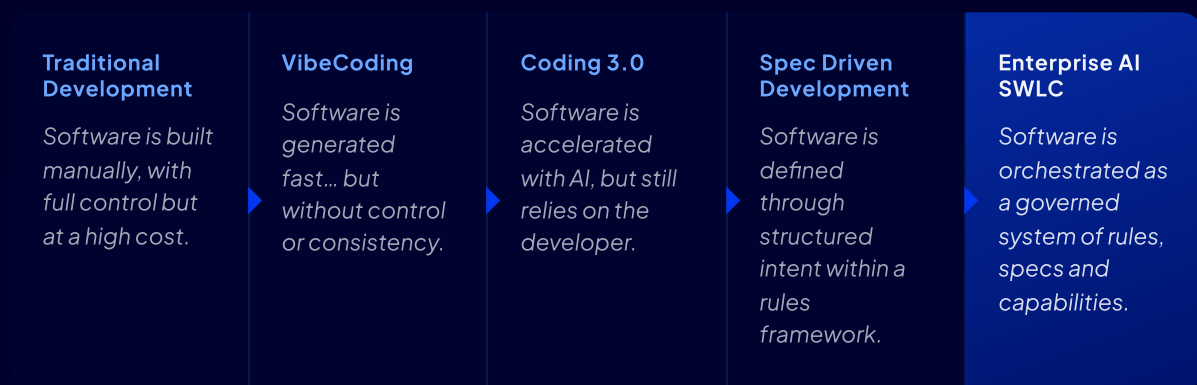 Traditional
Development
Software is built
manually, with
full control but
at a high cost.
VibeCoding
Software is
generated
fast... but
without control
or consistency.
Coding 3.0
Software is
accelerated
with AI, but still
relies on the
developer.
Spec Driven
Development
Software is
defined
through
structured
intent within a
rules
framework.
Enterprise AI
SWLC
Software is
orchestrated as
a governed
system of rules,
specs and
capabilities.